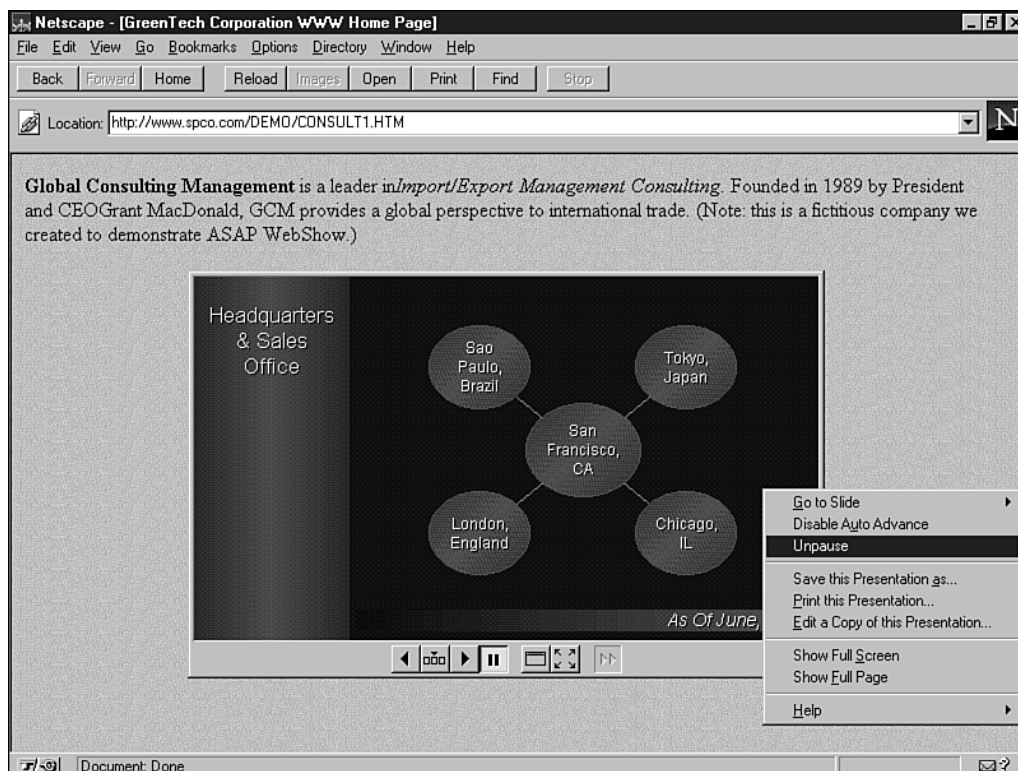 Netscape - [GreenTech Corporation WWW Home Page]
File Edit View Go Bookmarks Options Directory Window Help
Back Forward Home Reload Images Open Print Find Stop
Location: http://www.spco.com/DEMO/CONSULT1.HTM
N
Global Consulting Management is a leader inImport/Export Management Consulting. Founded in 1989 by President
and CEOGrant MacDonald, GCM provides a global perspective to international trade. (Note: this is a fictitious company we
created to demonstrate ASAP WebShow.)
Headquarters
& Sales
Office
Sao
Paulo,
Brazil
Tokyo,
Japan
San
Francisco,
CA
London,
England
Chicago,
IL
As Of June,
Go to Slide
Disable Auto Advance
Unpause
Save this Presentation as...
Print this Presentation...
Edit a Copy of this Presentation...
Show Full Screen
Show Full Page
Help
Document: Done